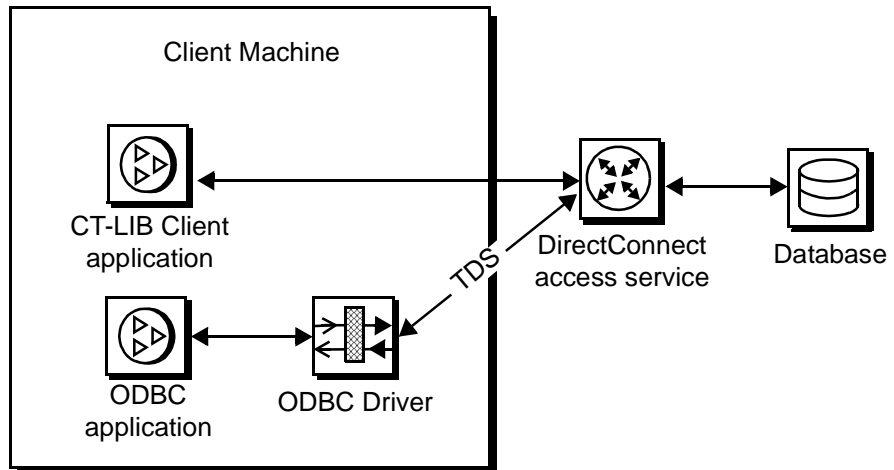 Client Machine
CT-LIB Client
application
TDS
DirectConnect
access service
Database
ODBC
application
ODBC Driver